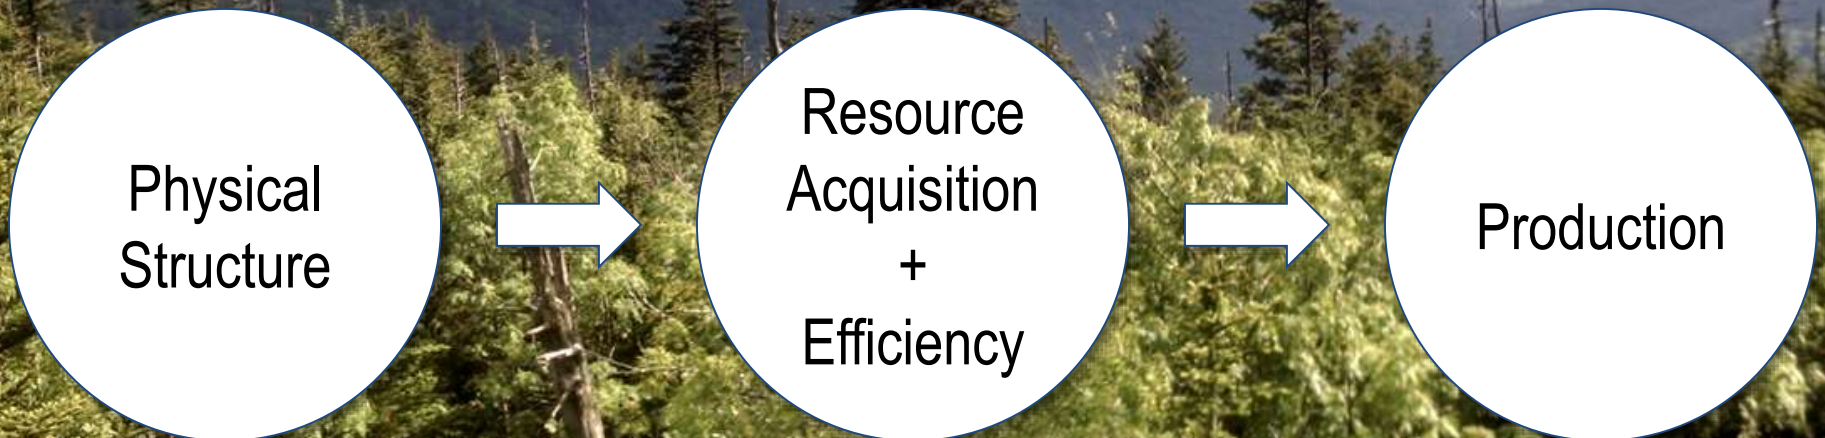 Physical
Structure
Resource
Acquisition
+
Efficiency
Production